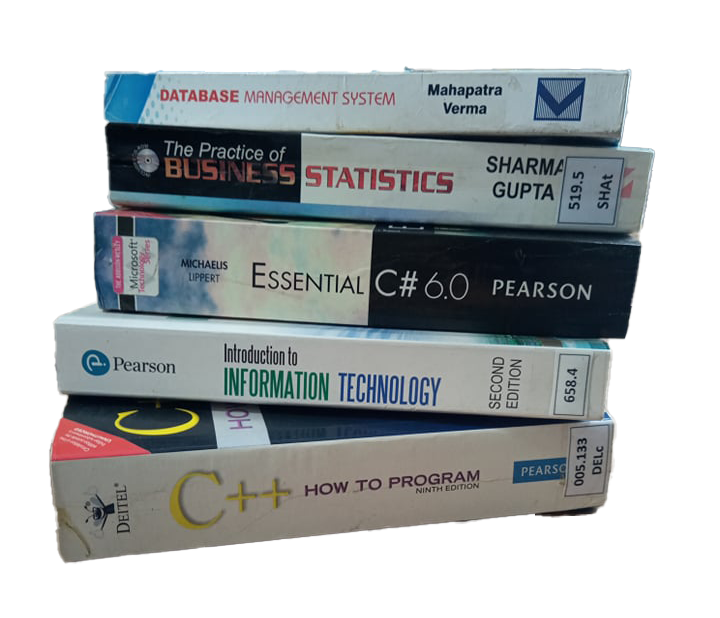 DATABASE MANAGEMENT SYSTEM
Mahapatra
Verma
The Practice of
BUSINESS STATISTICS
SHARMA
GUPTA
519.5
SHAt
Microsoft
MICHAELIS
LIPPERT
ESSENTIAL C# 6.0
PEARSON
Pearson
Introduction to
INFORMATION TECHNOLOGY
SECOND
EDITION
658.4
C
HO
DEITEL®
C++ HOW TO PROGRAM
NINTH EDITION
PEARSO
005.133
DELc